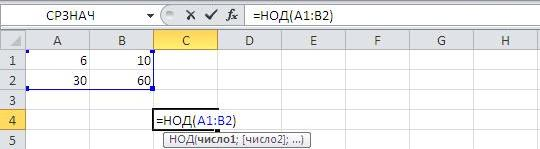 СРЗНАЧ fx =НОД(A1:B2)
A B C D E F G H
1 6 10
2 30 60
3
4 =НОД(A1:B2)
НОД(число1; [число2]; ...)
5